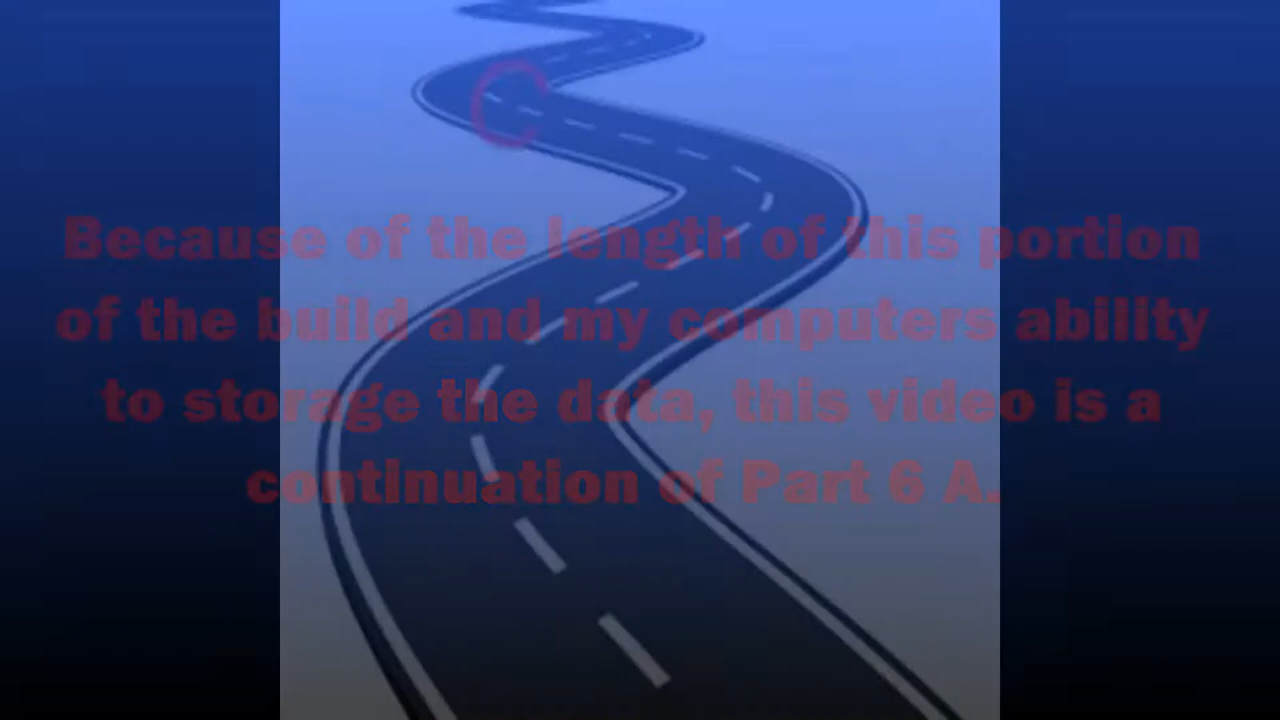 Because of the length of this portion
of the build and my computers ability
to storage the data, this video is a
continuation of Part 6 A.